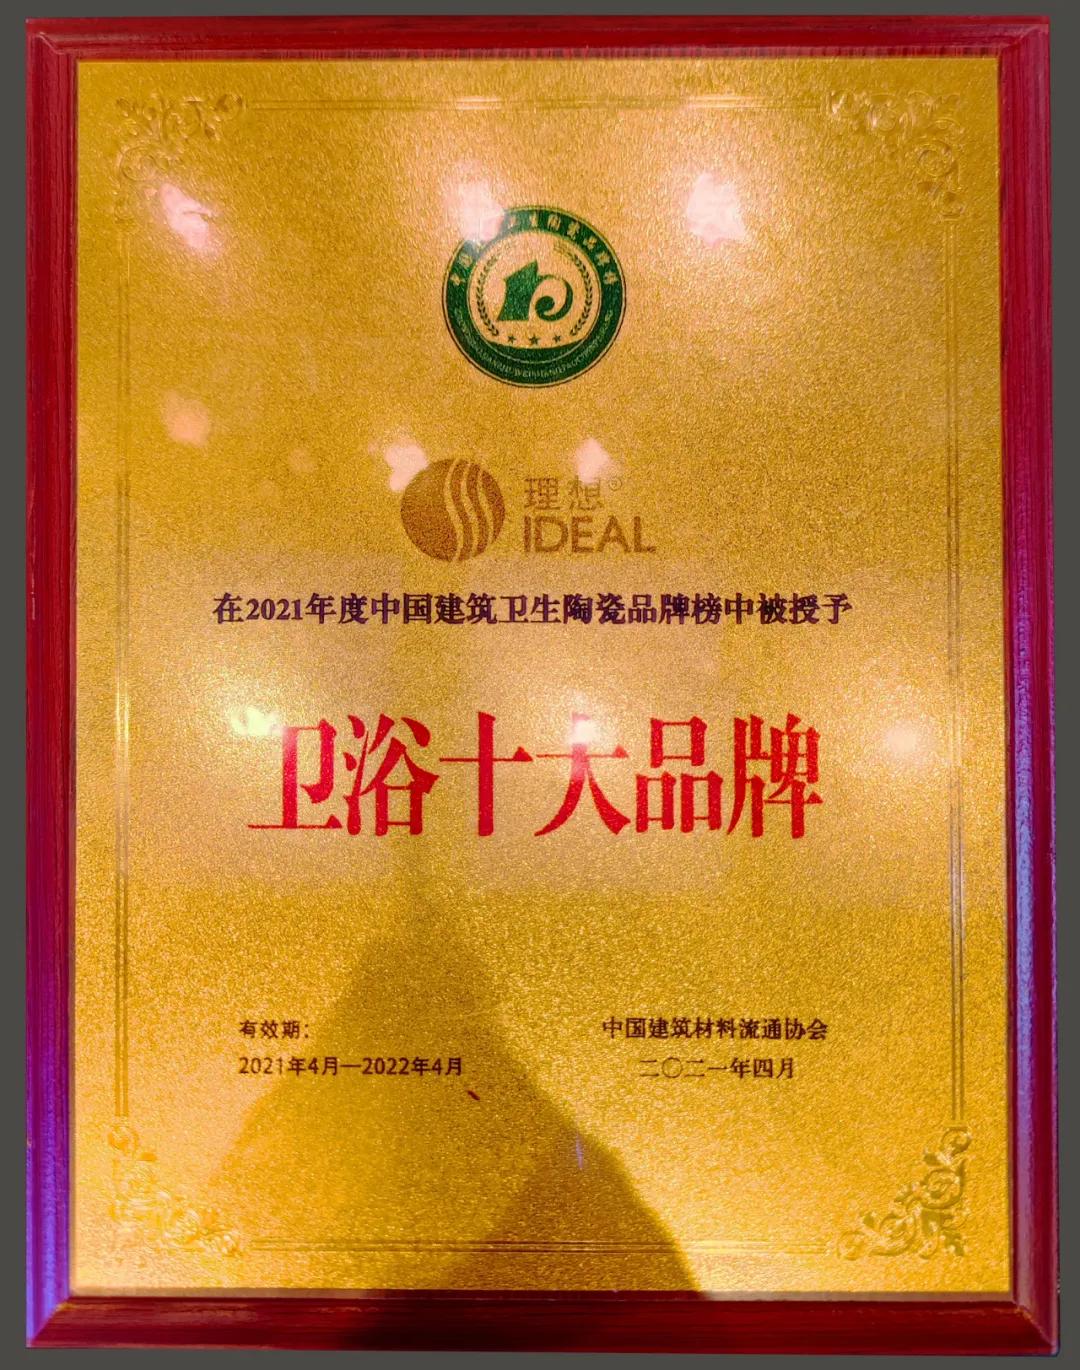 理想®
IDEAL
在2021年度中国建筑卫生陶瓷品牌榜中被授予
卫浴十大品牌
有效期：
2021年4月—2022年4月
中国建筑材料流通协会
二〇二一年四月